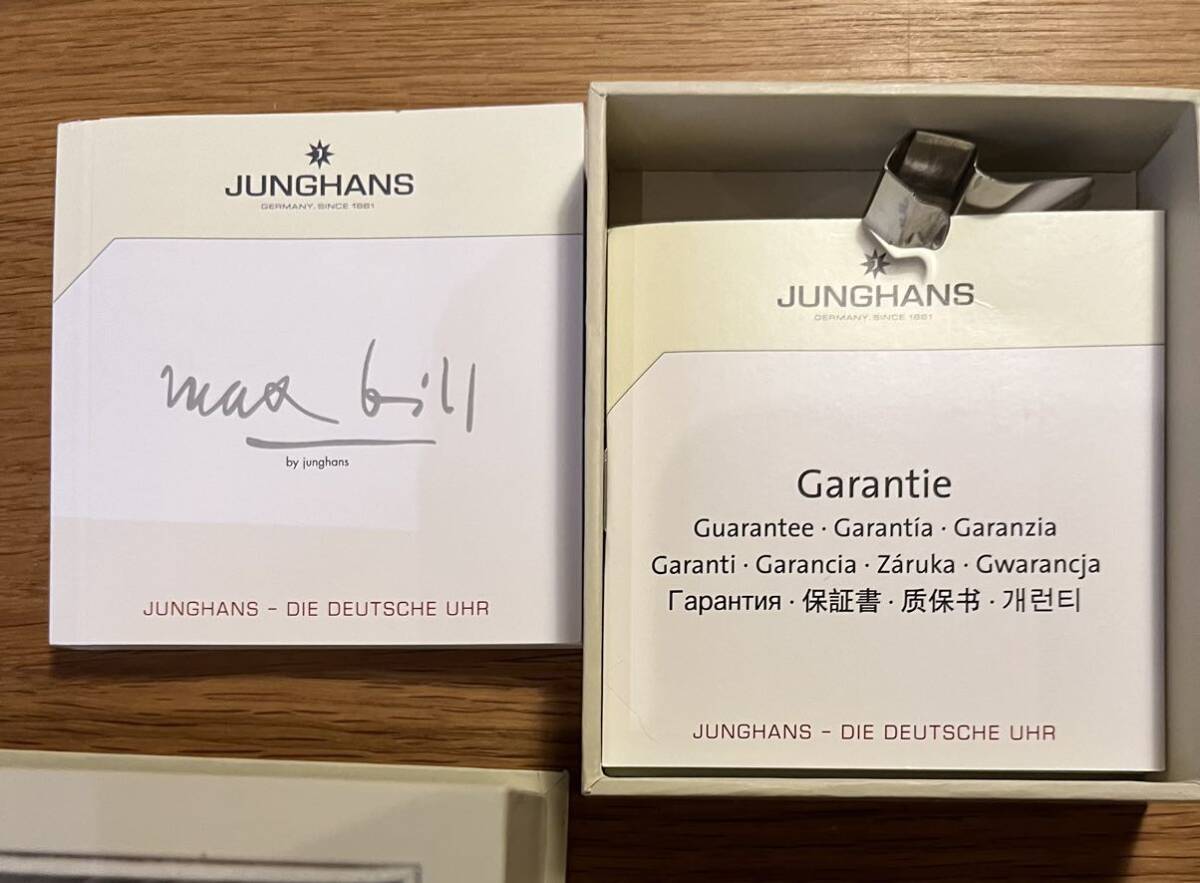 JUNGHANS
GERMANY. SINCE 1861
max bill
by junghans
JUNGHANS – DIE DEUTSCHE UHR
JUNGHANS
GERMANY. SINCE 1861
Garantie
Guarantee · Garantía · Garanzia
Garanti · Garancia · Záruka · Gwarancja
Гарантия · 保証書 · 质保书 · 개런티
JUNGHANS – DIE DEUTSCHE UHR